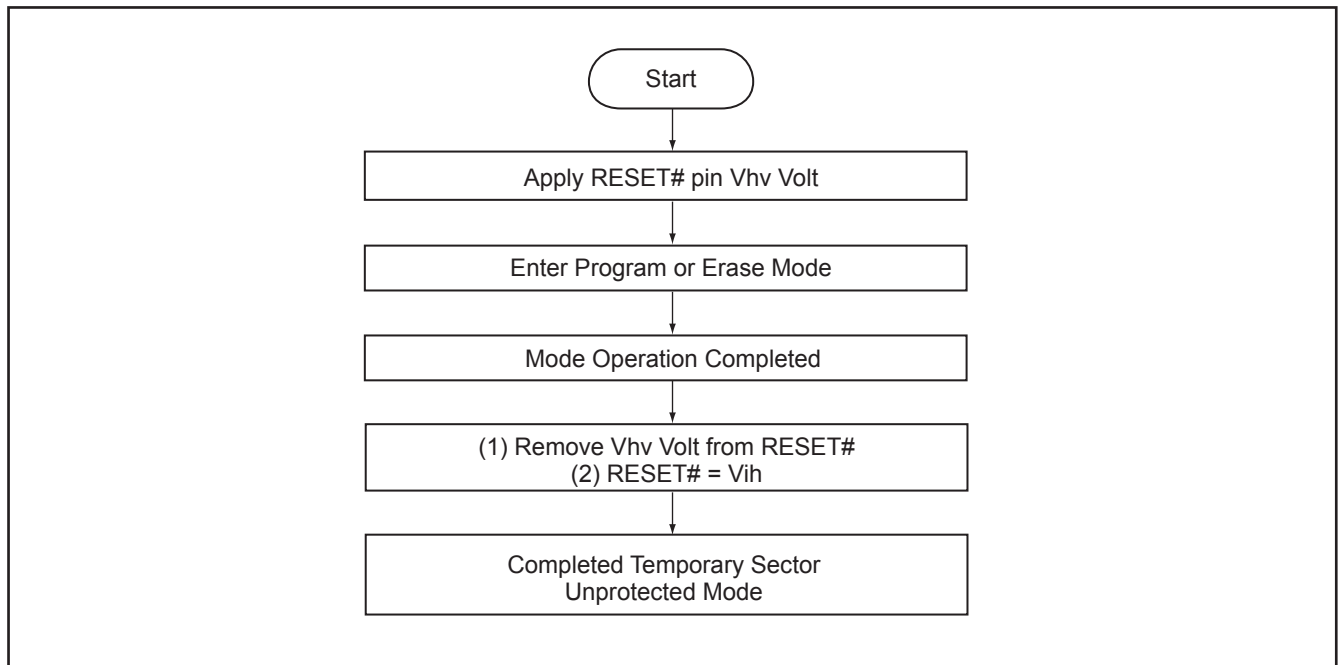 Start
Apply RESET# pin Vhv Volt
Enter Program or Erase Mode
Mode Operation Completed
(1) Remove Vhv Volt from RESET#
(2) RESET# = Vih
Completed Temporary Sector
Unprotected Mode